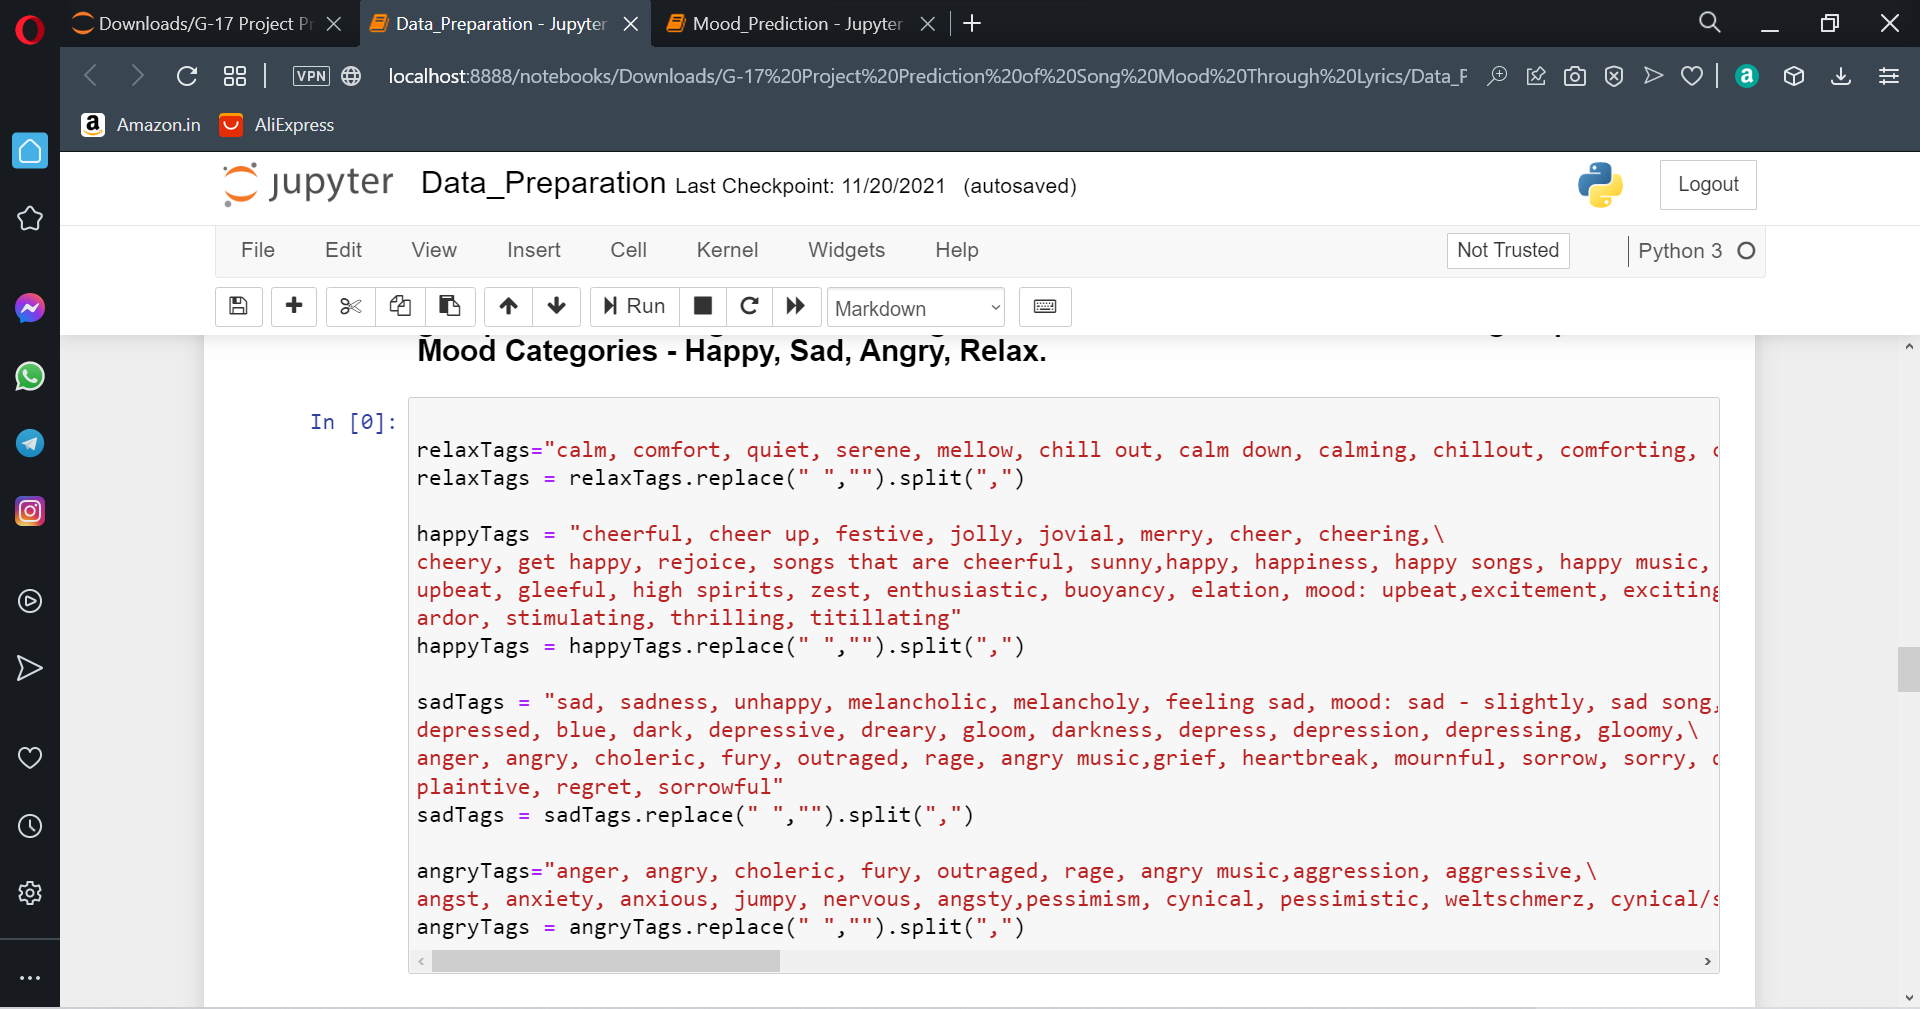 Downloads/G-17 Project Pr
Data_Preparation - Jupyter
Mood_Prediction - Jupyter
VPN
localhost:8888/notebooks/Downloads/G-17%20Project%20Prediction%20of%20Song%20Mood%20Through%20Lyrics/Data_P
a
a Amazon.in
AliExpress
jupyter Data_Preparation Last Checkpoint: 11/20/2021 (autosaved)
Logout
File Edit View Insert Cell Kernel Widgets Help
Not Trusted
Python 3
Run
Markdown
Mood Categories - Happy, Sad, Angry, Relax.
In [0]:
relaxTags="calm, comfort, quiet, serene, mellow, chill out, calm down, calming, chillout, comforting,
relaxTags = relaxTags.replace(" ","").split(",")
happyTags = "cheerful, cheer up, festive, jolly, jovial, merry, cheer, cheering,\
cheery, get happy, rejoice, songs that are cheerful, sunny,happy, happiness, happy songs, happy music,
upbeat, gleeful, high spirits, zest, enthusiastic, buoyancy, elation, mood: upbeat,excitement, exciting
ardor, stimulating, thrilling, titillating"
happyTags = happyTags.replace(" ","").split(",")
sadTags = "sad, sadness, unhappy, melancholic, melancholy, feeling sad, mood: sad - slightly, sad song,
depressed, blue, dark, depressive, dreary, gloom, darkness, depress, depression, depressing, gloomy,\
anger, angry, choleric, fury, outraged, rage, angry music,grief, heartbreak, mournful, sorrow, sorry,
plaintive, regret, sorrowful"
sadTags = sadTags.replace(" ","").split(",")
angryTags="anger, angry, choleric, fury, outraged, rage, angry music,aggression, aggressive,\
angst, anxiety, anxious, jumpy, nervous, angsty,pessimism, cynical, pessimistic, weltschmerz, cynical/s
angryTags = angryTags.replace(" ","").split(",")